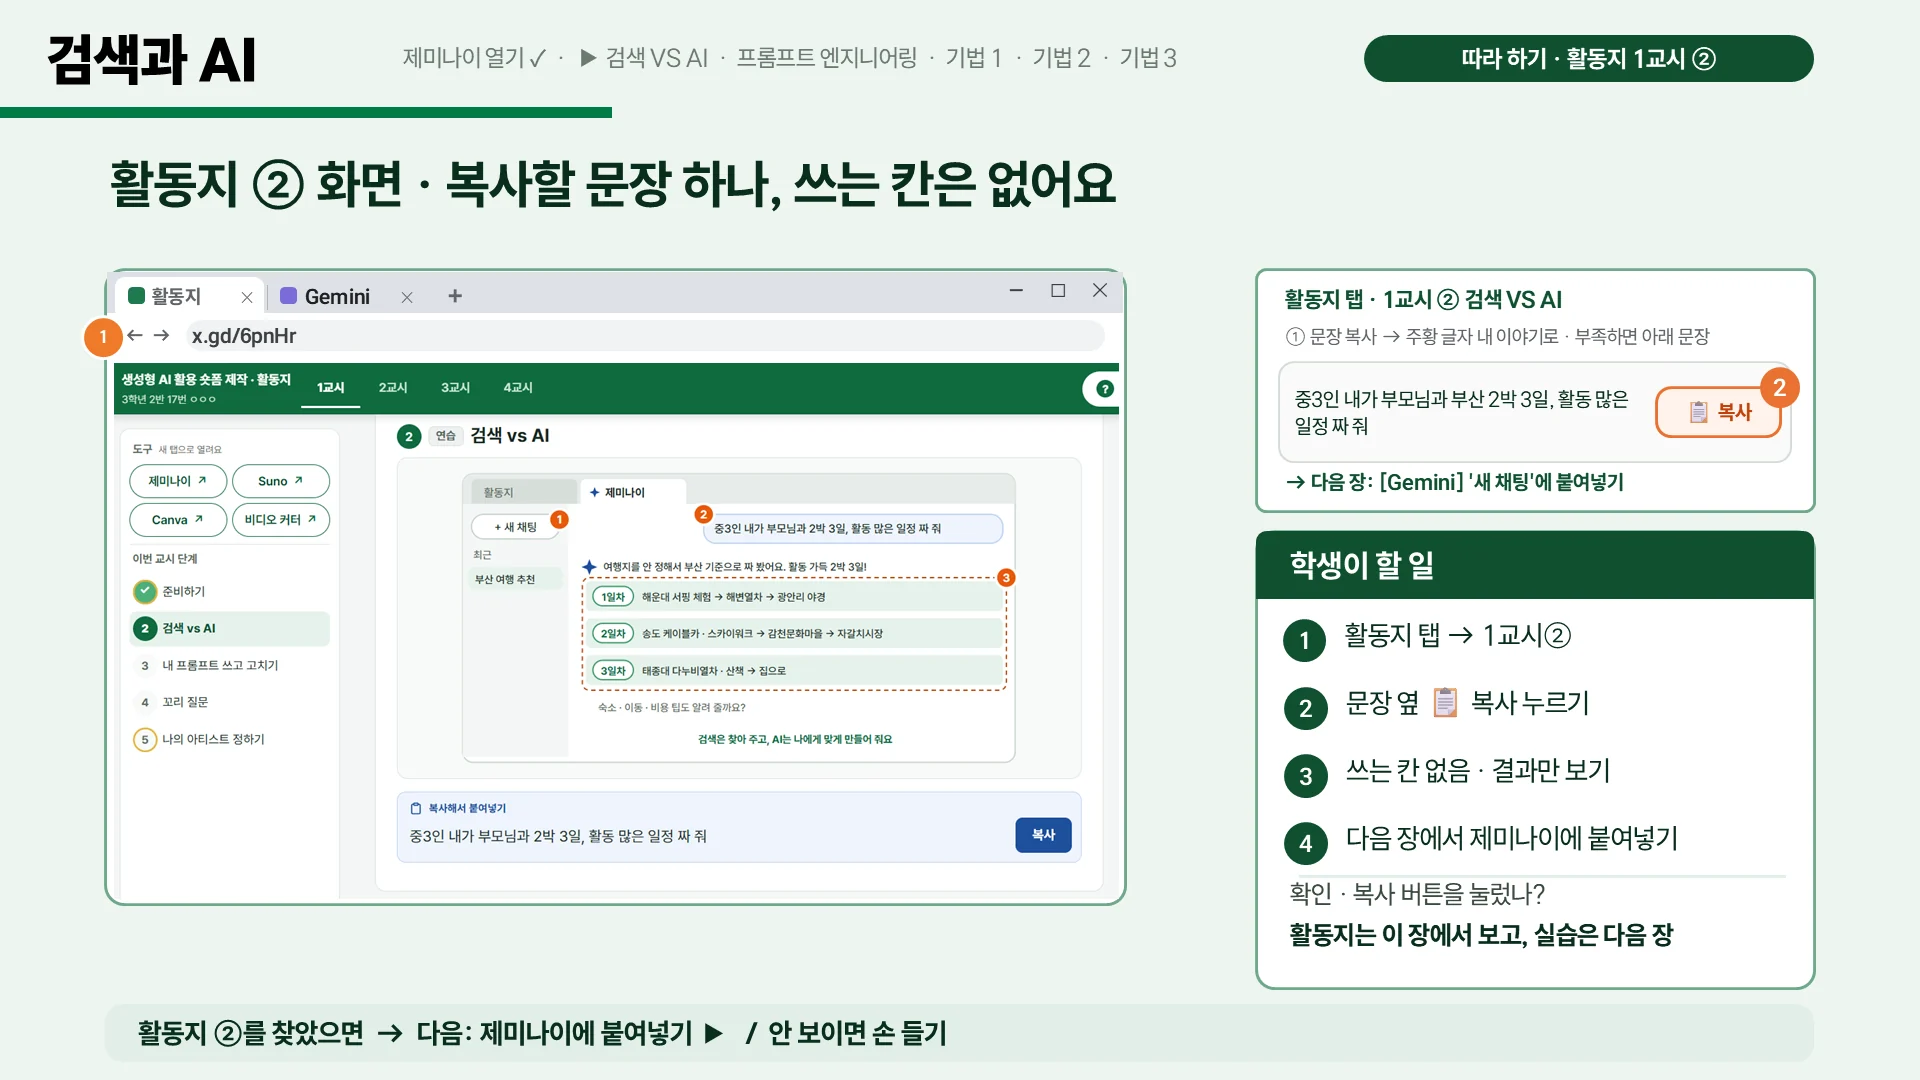 검색과 AI
제미나이 열기 ✓ · ▶ 검색 VS AI · 프롬프트 엔지니어링 · 기법 1 · 기법 2 · 기법 3
따라 하기 · 활동지 1교시 ②
활동지 ② 화면 · 복사할 문장 하나, 쓰는 칸은 없어요
활동지 × Gemini × +
1
← → x.gd/6pnHr
생성형 AI 활용 숏폼 제작 · 활동지
3학년 2반 17번 ㅇㅇㅇ
1교시 2교시 3교시 4교시
?
도구 새 탭으로 열려요
제미나이 ↗ Suno ↗
Canva ↗ 비디오 커터 ↗
이번 교시 단계
준비하기
2 검색 vs AI
3 내 프롬프트 쓰고 고치기
4 꼬리 질문
5 나의 아티스트 정하기
2 연습 검색 vs AI
활동지 제미나이
+ 새 채팅 1
최근
부산 여행 추천
2 중3인 내가 부모님과 2박 3일, 활동 많은 일정 짜 줘
여행지를 안 정해서 부산 기준으로 짜 봤어요. 활동 가득 2박 3일!
3
1일차 해운대 서핑 체험 → 해변열차 → 광안리 야경
2일차 송도 케이블카 · 스카이워크 → 감천문화마을 → 자갈치시장
3일차 태종대 다누비열차 · 산책 → 집으로
숙소 · 이동 · 비용 팁도 알려 줄까요?
검색은 찾아 주고, AI는 나에게 맞게 만들어 줘요
복사해서 붙여넣기
중3인 내가 부모님과 2박 3일, 활동 많은 일정 짜 줘
복사
활동지 탭 · 1교시 ② 검색 VS AI
① 문장 복사 → 주황 글자 내 이야기로 · 부족하면 아래 문장
중3인 내가 부모님과 부산 2박 3일, 활동 많은
일정 짜 줘
📋 복사
2
→ 다음 장: [Gemini] '새 채팅'에 붙여넣기
학생이 할 일
1 활동지 탭 → 1교시②
2 문장 옆 📋 복사 누르기
3 쓰는 칸 없음 · 결과만 보기
4 다음 장에서 제미나이에 붙여넣기
확인 · 복사 버튼을 눌렀나?
활동지는 이 장에서 보고, 실습은 다음 장
활동지 ②를 찾았으면 → 다음: 제미나이에 붙여넣기 ▶ / 안 보이면 손 들기